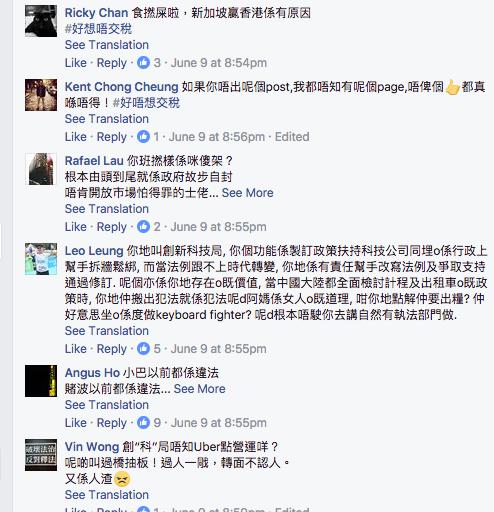 Ricky Chan 食撚屎啦，新加坡贏香港係有原因
#好想唔交稅
See Translation
Like · Reply · 3 · June 9 at 8:54pm
Kent Chong Cheung 如果你唔出呢個post,我都唔知有呢個page,唔俾個👍都真
喺唔得！#好唔想交稅
See Translation
Like · Reply · 1 · June 9 at 8:56pm · Edited
Rafael Lau 你班撚樣係咪傻架？
根本由頭到尾就係政府故步自封
唔肯開放市場怕得罪的士佬... See More
See Translation
Like · Reply · 2 · June 9 at 8:55pm
Leo Leung 你地叫創新科技局, 你個功能係製訂政策扶持科技公司同埋o係行政上
幫手拆牆鬆綁, 而當法例跟不上時代轉變, 你地係有責任幫手改寫法例及爭取支持
通過修訂. 呢個亦係你地存在o既價值, 當中國大陸都全面檢討計程及出租車o既政
策時, 你地仲搬出犯法就係犯法呢d阿媽係女人o既道理, 咁你地點解仲要出糧? 仲
好意思坐o係度做keyboard fighter? 呢d根本唔駛你去講自然有執法部門做.
See Translation
Like · Reply · 5 · June 9 at 8:55pm
Angus Ho 小巴以前都係違法
賭波以前都係違法... See More
See Translation
Like · Reply · 9 · June 9 at 8:55pm
破壞法治
反對釋法
Vin Wong 創"科"局唔知Uber點營運咩？
呢啲叫過橋抽板！過人一戙，轉面不認人。
又係人渣😠
See Translation
Like · Reply · 1 · June 9 at 8:59pm · Edited